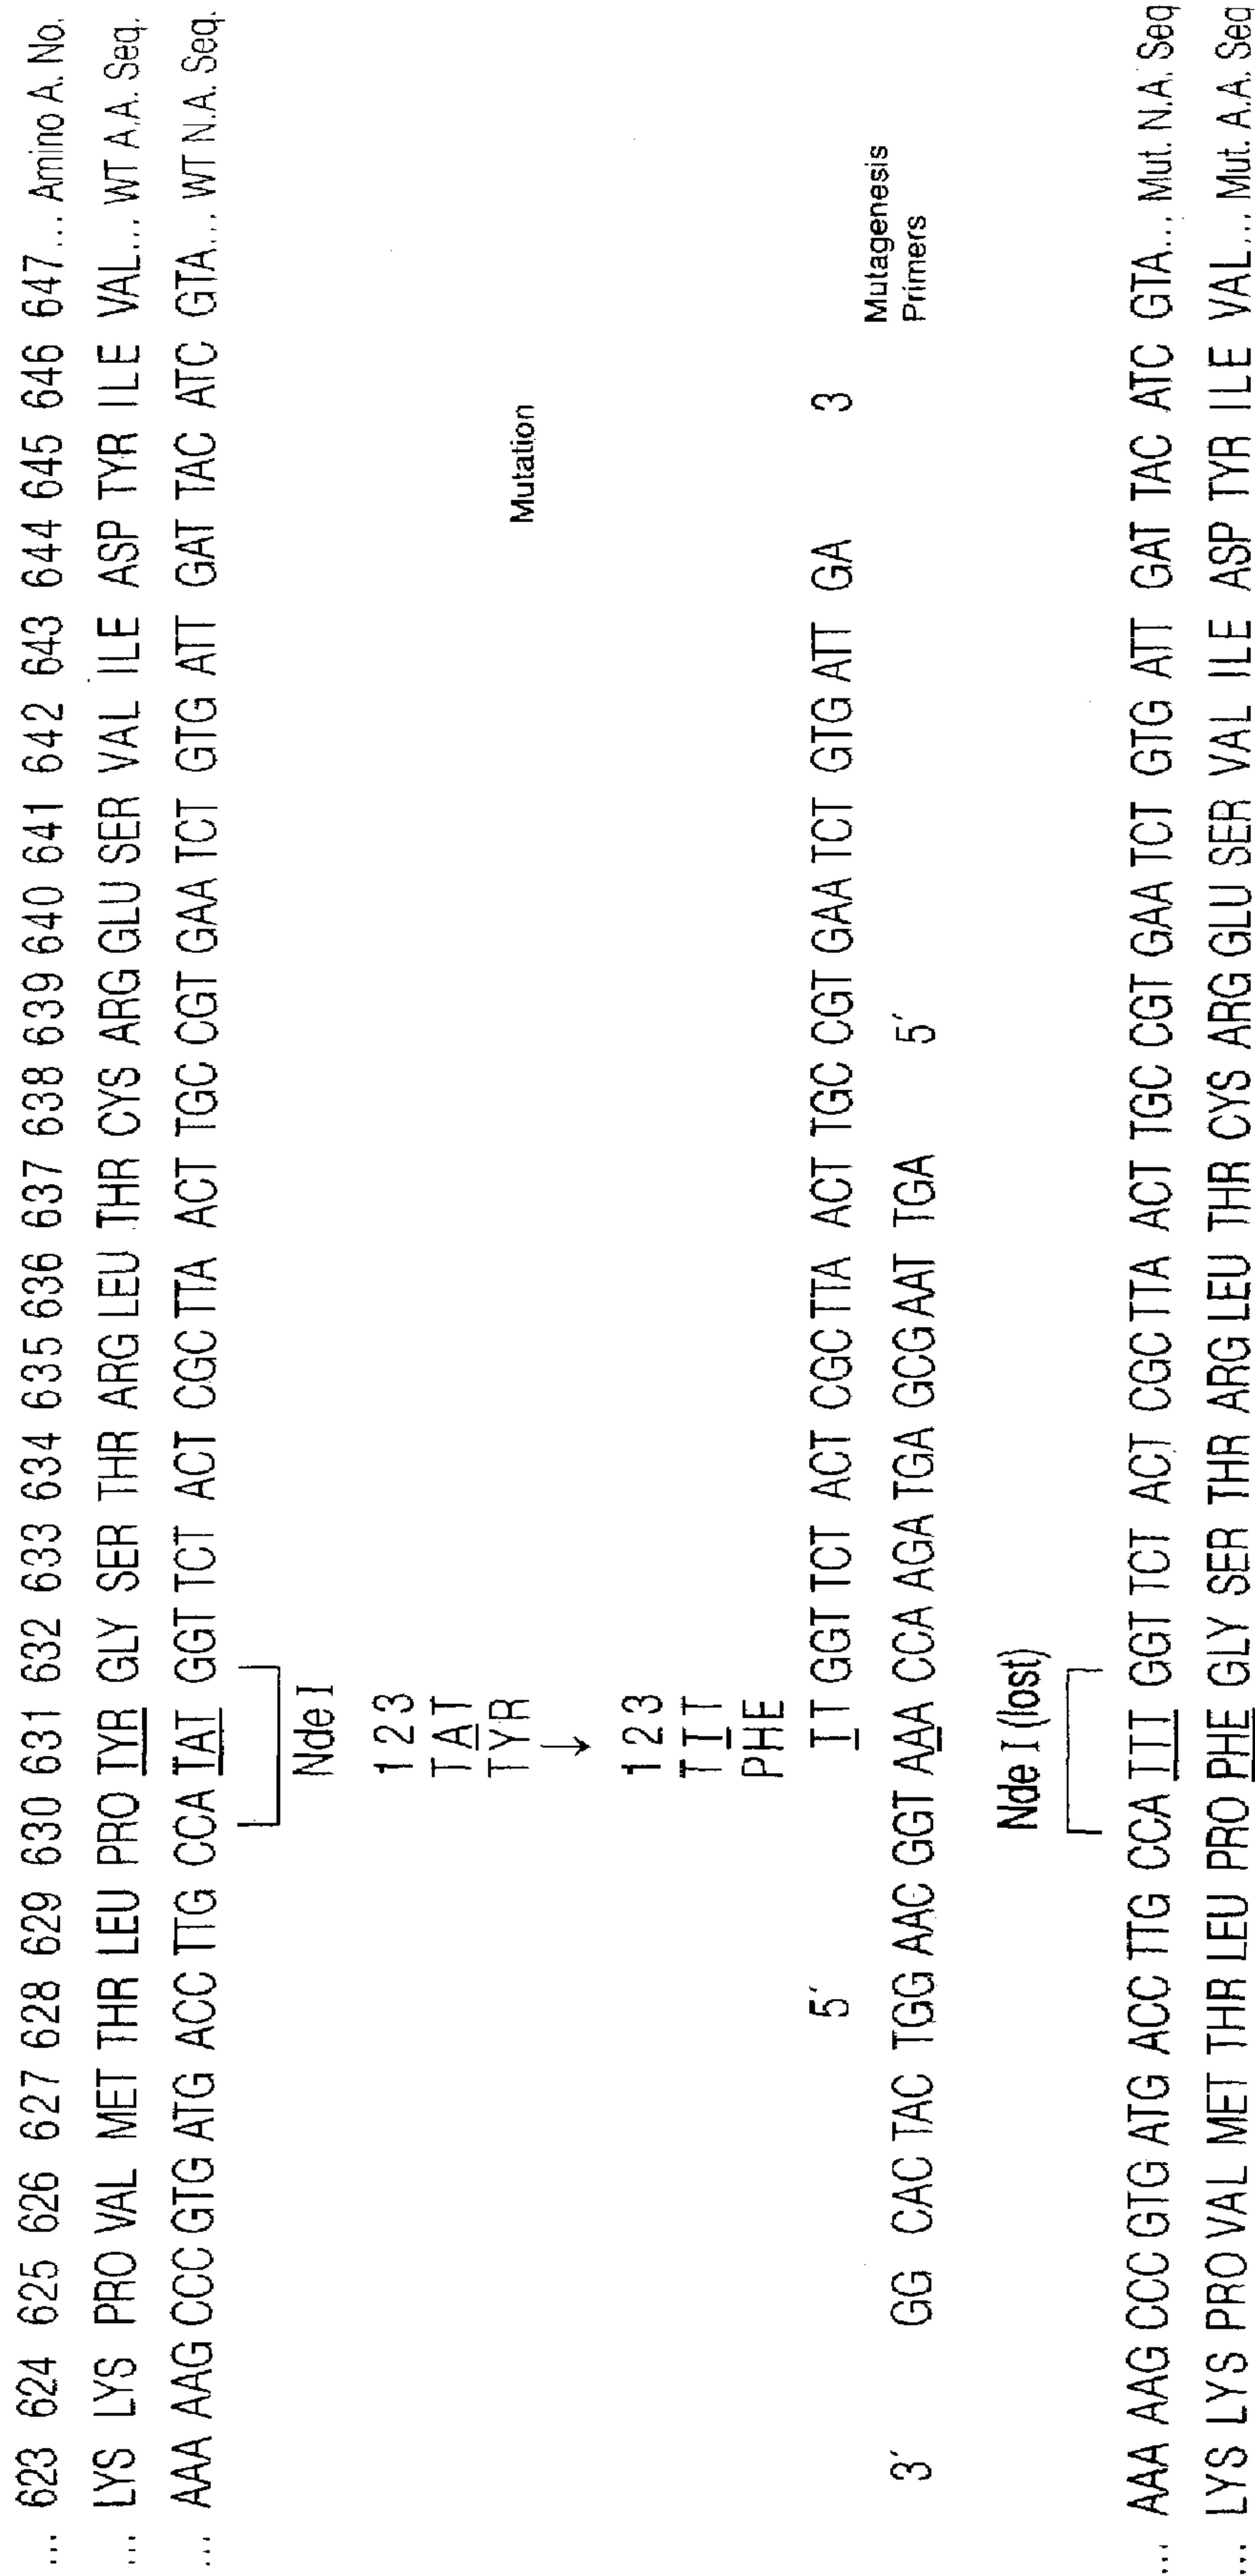 ... 623 624 625 626 627 628 629 630 631 632 633 634 635 636 637 638 639 640 641 642 643 644 645 646 647... Amino A. No.
... LYS LYS PRO VAL MET THR LEU PRO TYR GLY SER THR ARG LEU THR CYS ARG GLU SER VAL ILE ASP TYR ILE VAL... WT A.A. Seq.
... AAA AAG CCC GTG ATG ACC TTG CCA TAT GGT TCT ACT CGC TTA ACT TGC CGT GAA TCT GTG ATT GAT TAC ATC GTA... WT N.A. Seq.
Nde I
1 2 3
T A T
TYR
Mutation
→
1 2 3
T T T
PHE
5′ TT GGT TCT ACT CGC TTA ACT TGC CGT GAA TCT GTG ATT GA 3
Mutagenesis
Primers
3′ GG CAC TAC TGG AAC GGT AAA CCA AGA TGA GCG AAT TGA 5′
Nde I (lost)
... AAA AAG CCC GTG ATG ACC TTG CCA TTT GGT TCT ACT CGC TTA ACT TGC CGT GAA TCT GTG ATT GAT TAC ATC GTA... Mut. N.A. Seq
... LYS LYS PRO VAL MET THR LEU PRO PHE GLY SER THR ARG LEU THR CYS ARG GLU SER VAL ILE ASP TYR ILE VAL... Mut. A.A. Seq